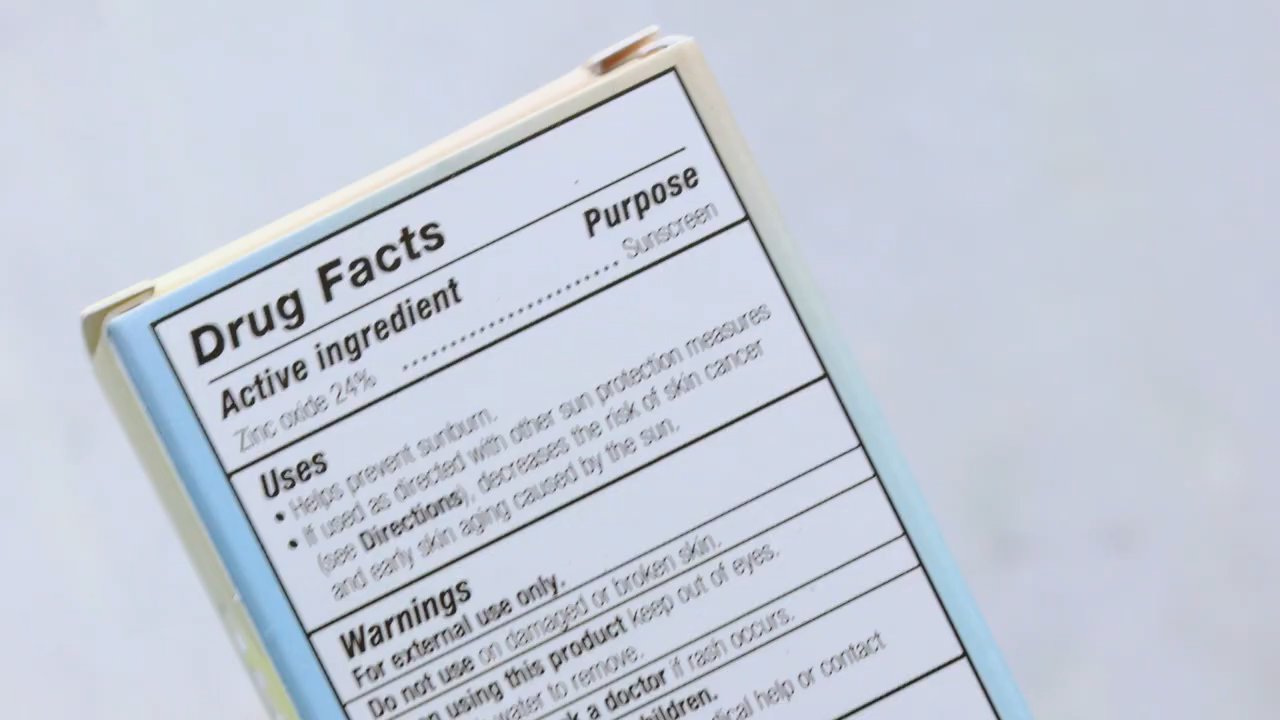 Drug Facts
Active ingredient Purpose
Zinc oxide 24% .......................... Sunscreen
Uses
• Helps prevent sunburn.
• If used as directed with other sun protection measures
(see Directions), decreases the risk of skin cancer
and early skin aging caused by the sun.
Warnings
For external use only.
Do not use on damaged or broken skin.
using this product keep out of eyes.
water to remove.
a doctor if rash occurs.
children.
help or contact